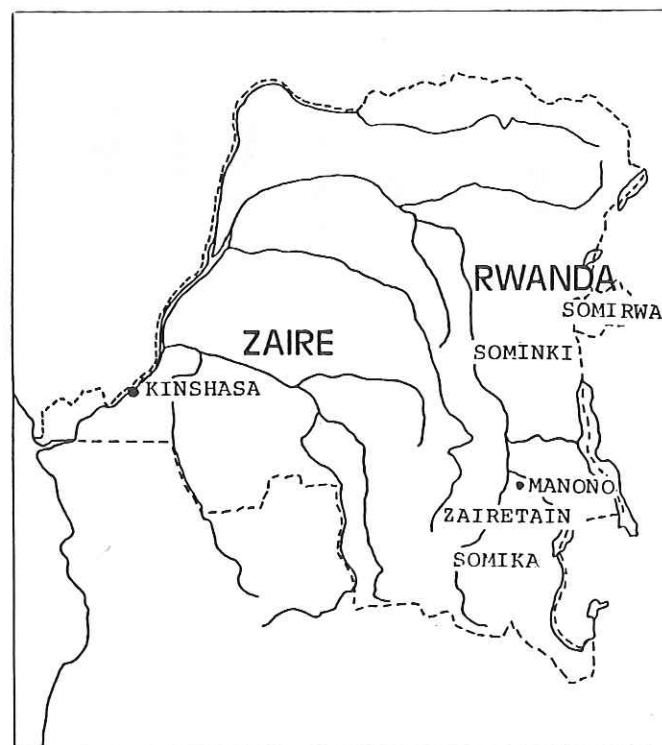 RWANDA
SOMIRWA
ZAIRE
SOMINKI
KINSHASA
MANONO
ZAIRETAIN
SOMIKA